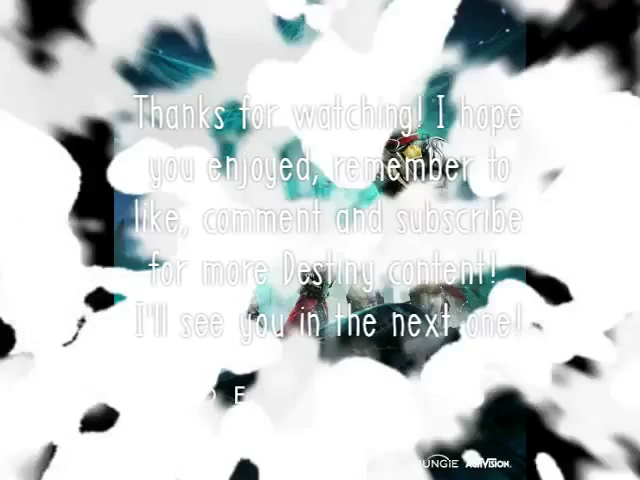 Thanks for watching! I hope
you enjoyed, remember to
like, comment and subscribe
for more Destiny content!
I'll see you in the next one!
ACTIVISION